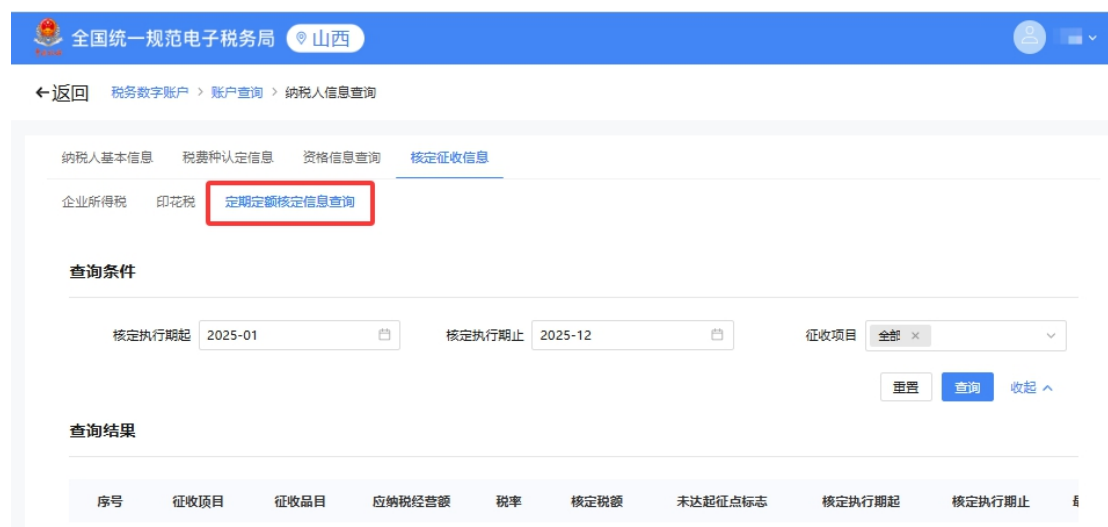 全国统一规范电子税务局 山西
返回 税务数字账户 > 账户查询 > 纳税人信息查询
纳税人基本信息 税费种认定信息 资格信息查询 核定征收信息
企业所得税 印花税 定期定额核定信息查询
查询条件
核定执行期起 2025-01 核定执行期止 2025-12 征收项目 全部 ×
重置 查询 收起
查询结果
序号 征收项目 征收品目 应纳税经营额 税率 核定税额 未达起征点标志 核定执行期起 核定执行期止